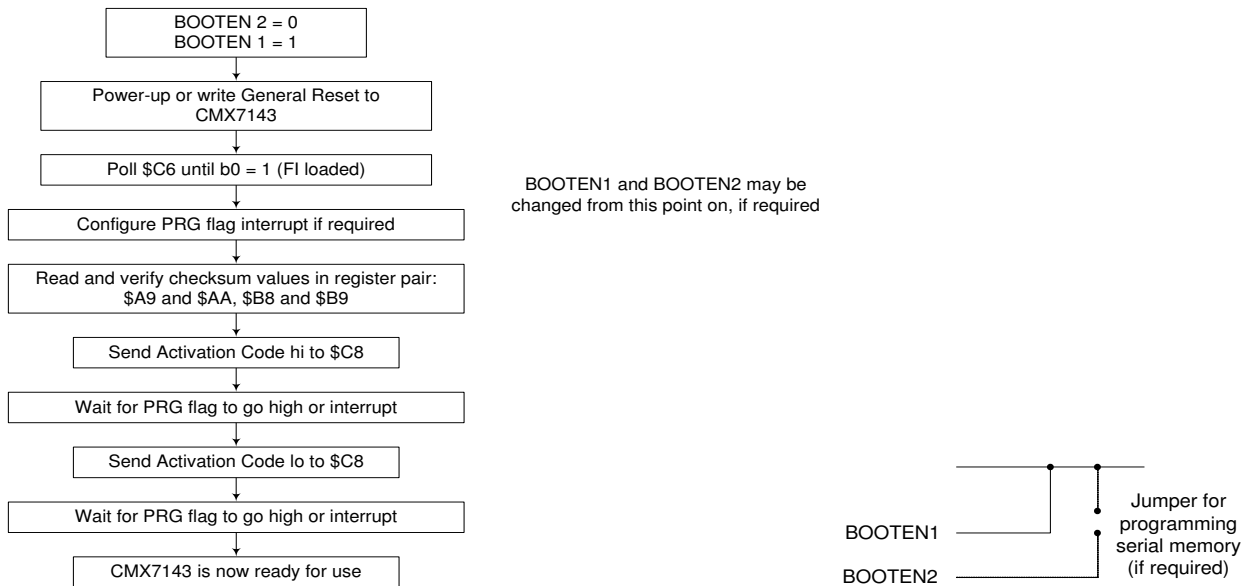 BOOTEN 2 = 0
BOOTEN 1 = 1
Power-up or write General Reset to
CMX7143
Poll $C6 until b0 = 1 (FI loaded)
BOOTEN1 and BOOTEN2 may be
changed from this point on, if required
Configure PRG flag interrupt if required
Read and verify checksum values in register pair:
$A9 and $AA, $B8 and $B9
Send Activation Code hi to $C8
Wait for PRG flag to go high or interrupt
Send Activation Code lo to $C8
Wait for PRG flag to go high or interrupt
CMX7143 is now ready for use
BOOTEN1
BOOTEN2
Jumper for
programming
serial memory
(if required)